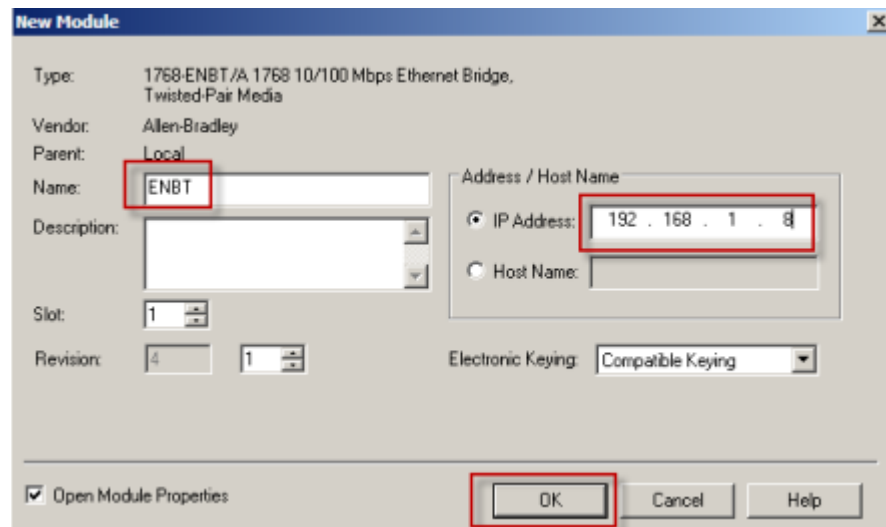 New Module
Type: 1768-ENBT/A 1768 10/100 Mbps Ethernet Bridge,
Twisted-Pair Media
Vendor: Allen-Bradley
Parent: Local
Name: ENBT
Address / Host Name
IP Address: 192 . 168 . 1 . 8
Description:
Host Name:
Slot: 1
Revision: 4 1
Electronic Keying: Compatible Keying
Open Module Properties
OK
Cancel
Help